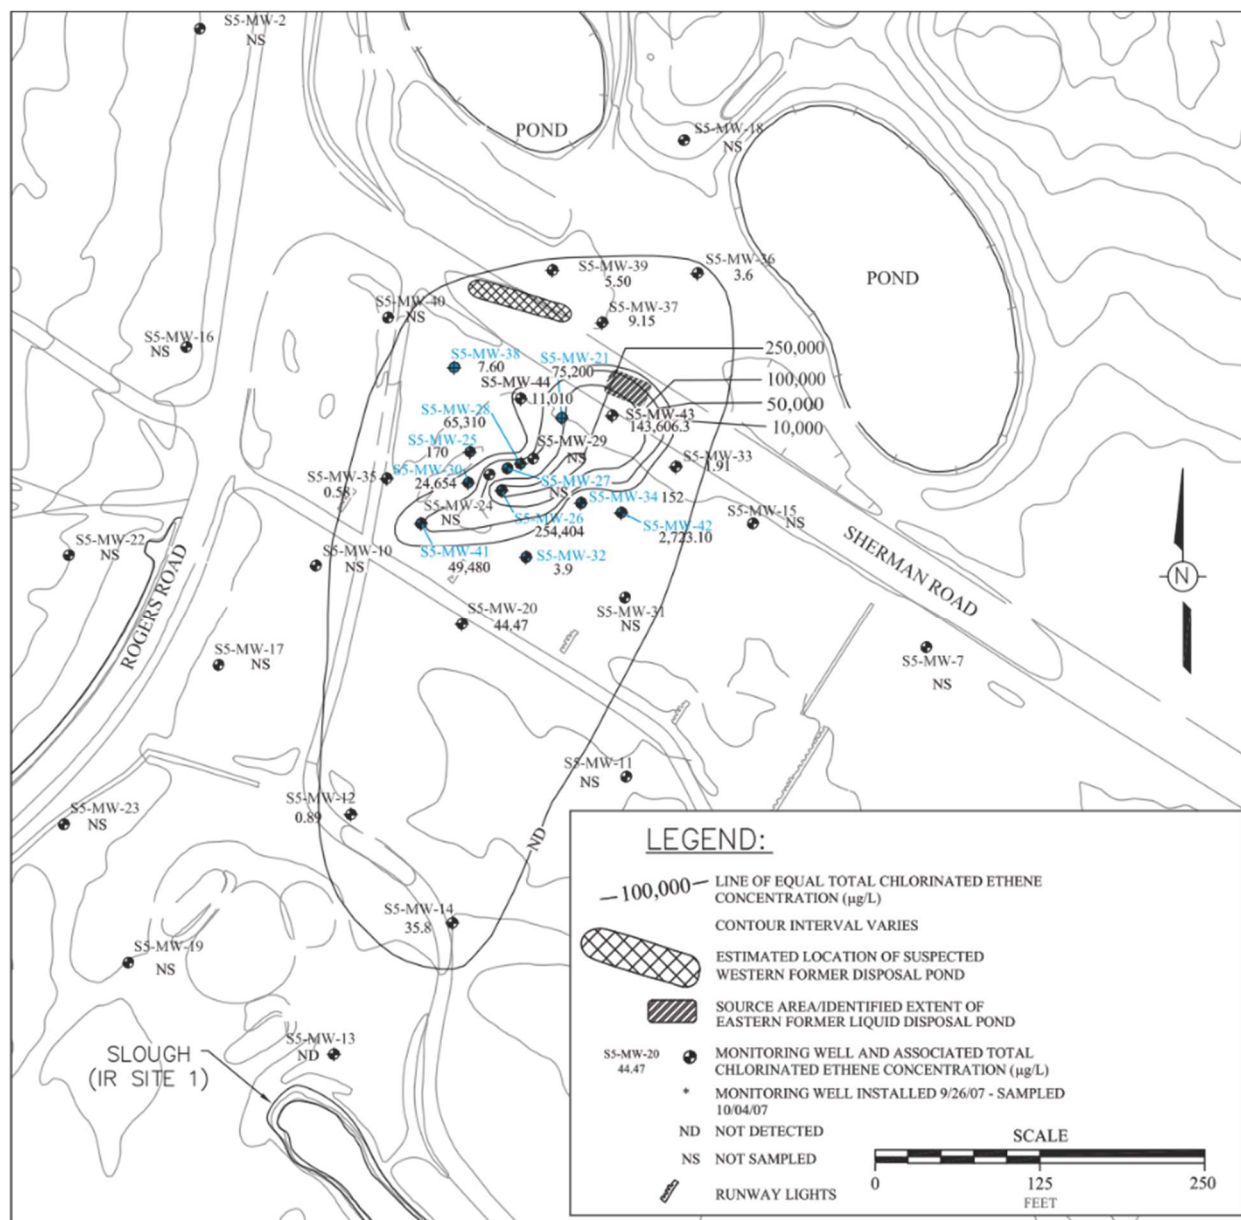 S5-MW-2
NS
POND
S5-MW-18
NS
POND
S5-MW-39
5.50
S5-MW-36
3.6
S5-MW-40
NS
S5-MW-37
9.15
S5-MW-16
NS
S5-MW-38
7.60
S5-MW-21
75,200
250,000
S5-MW-44
11,010
100,000
50,000
10,000
S5-MW-28
65,310
S5-MW-43
143,606.3
S5-MW-25
170
S5-MW-29
NS
S5-MW-33
1.91
S5-MW-35
0.58
S5-MW-30
24,654
S5-MW-27
NS
S5-MW-24
NS
S5-MW-34
152
S5-MW-26
254,404
S5-MW-42
2,723.10
S5-MW-15
NS
S5-MW-41
49,480
S5-MW-32
3.9
S5-MW-22
NS
S5-MW-10
NS
SHERMAN ROAD
N
ROGERS ROAD
S5-MW-20
44.47
S5-MW-31
NS
S5-MW-17
NS
S5-MW-7
NS
S5-MW-11
NS
S5-MW-12
0.89
S5-MW-23
NS
ND
S5-MW-14
35.8
S5-MW-19
NS
S5-MW-13
ND
SLOUGH
(IR SITE 1)
LEGEND:
100,000
LINE OF EQUAL TOTAL CHLORINATED ETHENE
CONCENTRATION (µg/L)
CONTOUR INTERVAL VARIES
ESTIMATED LOCATION OF SUSPECTED
WESTERN FORMER DISPOSAL POND
SOURCE AREA/IDENTIFIED EXTENT OF
EASTERN FORMER LIQUID DISPOSAL POND
S5-MW-20
44.47
MONITORING WELL AND ASSOCIATED TOTAL
CHLORINATED ETHENE CONCENTRATION (µg/L)
* MONITORING WELL INSTALLED 9/26/07 - SAMPLED
10/04/07
ND NOT DETECTED
NS NOT SAMPLED
RUNWAY LIGHTS
SCALE
0 125 250
FEET